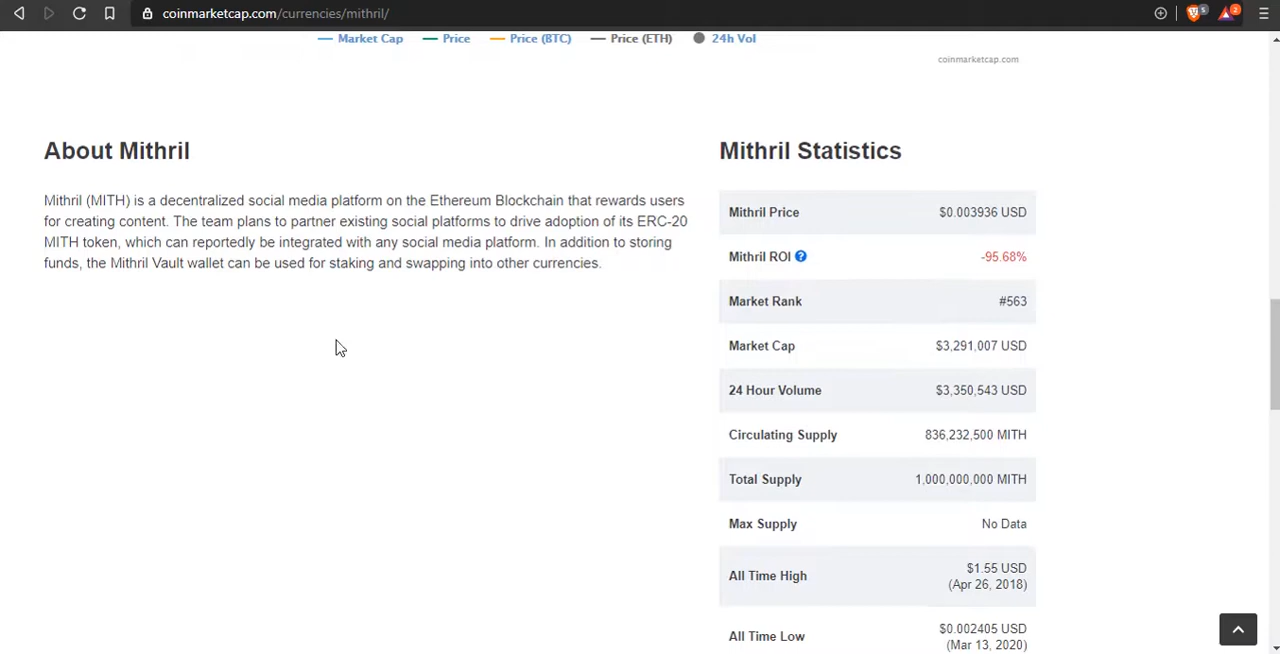 coinmarketcap.com/currencies/mithril/
5
2
Market Cap
Price
Price (BTC)
Price (ETH)
24h Vol
coinmarketcap.com
About Mithril
Mithril (MITH) is a decentralized social media platform on the Ethereum Blockchain that rewards users
for creating content. The team plans to partner existing social platforms to drive adoption of its ERC-20
MITH token, which can reportedly be integrated with any social media platform. In addition to storing
funds, the Mithril Vault wallet can be used for staking and swapping into other currencies.
Mithril Statistics
Mithril Price $0.003936 USD
Mithril ROI ? -95.68%
Market Rank #563
Market Cap $3,291,007 USD
24 Hour Volume $3,350,543 USD
Circulating Supply 836,232,500 MITH
Total Supply 1,000,000,000 MITH
Max Supply No Data
All Time High $1.55 USD
(Apr 26, 2018)
All Time Low $0.002405 USD
(Mar 13, 2020)